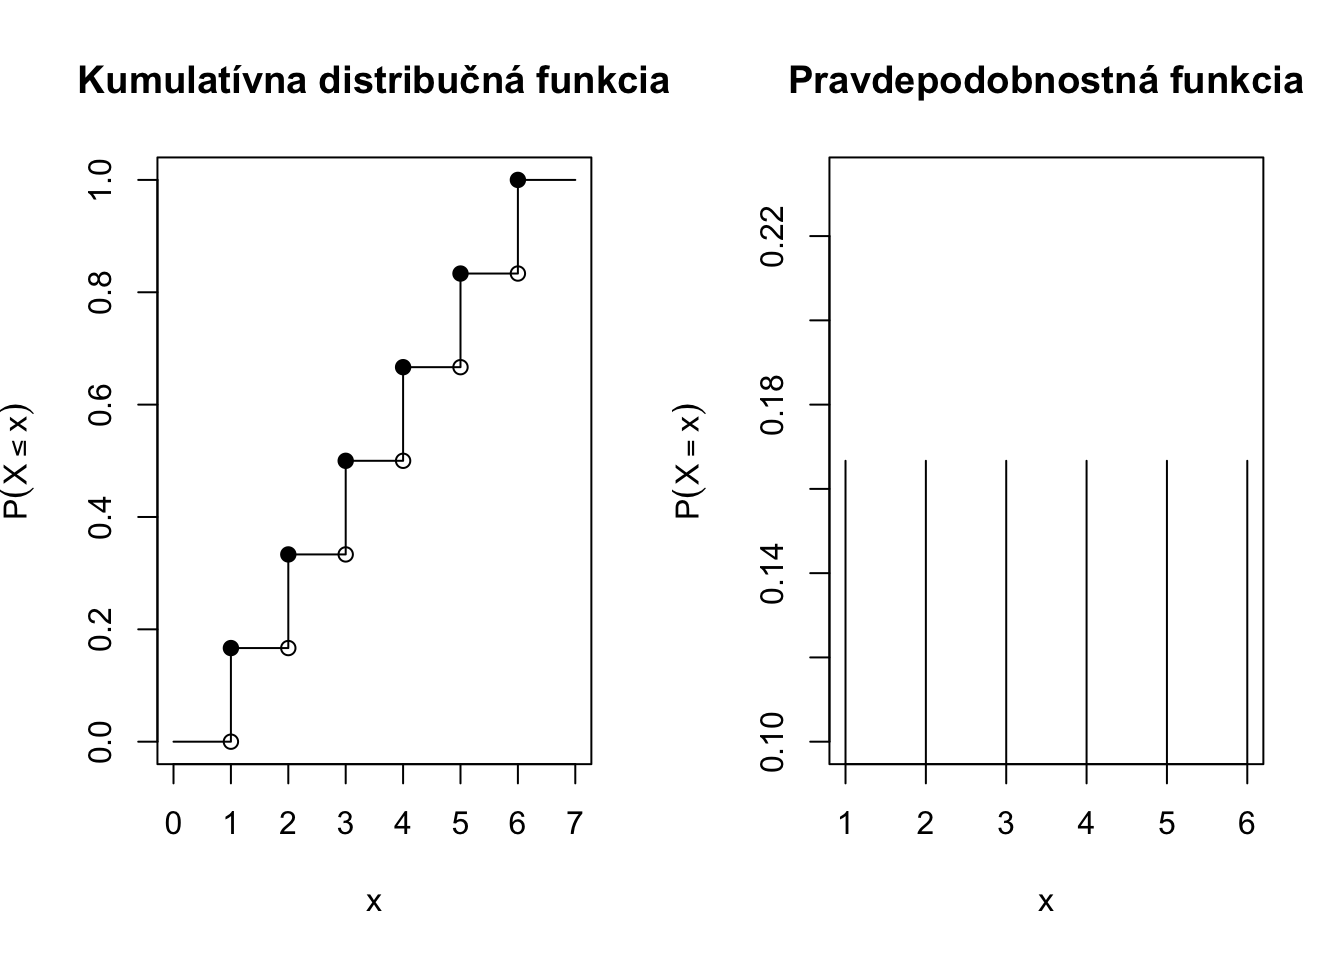 Kumulatívna distribučná funkcia
P(X ≤ x)
1.0
0.8
0.6
0.4
0.2
0.0
0 1 2 3 4 5 6 7
x
Pravdepodobnostná funkcia
P(X = x)
0.22
0.18
0.14
0.10
1 2 3 4 5 6
x